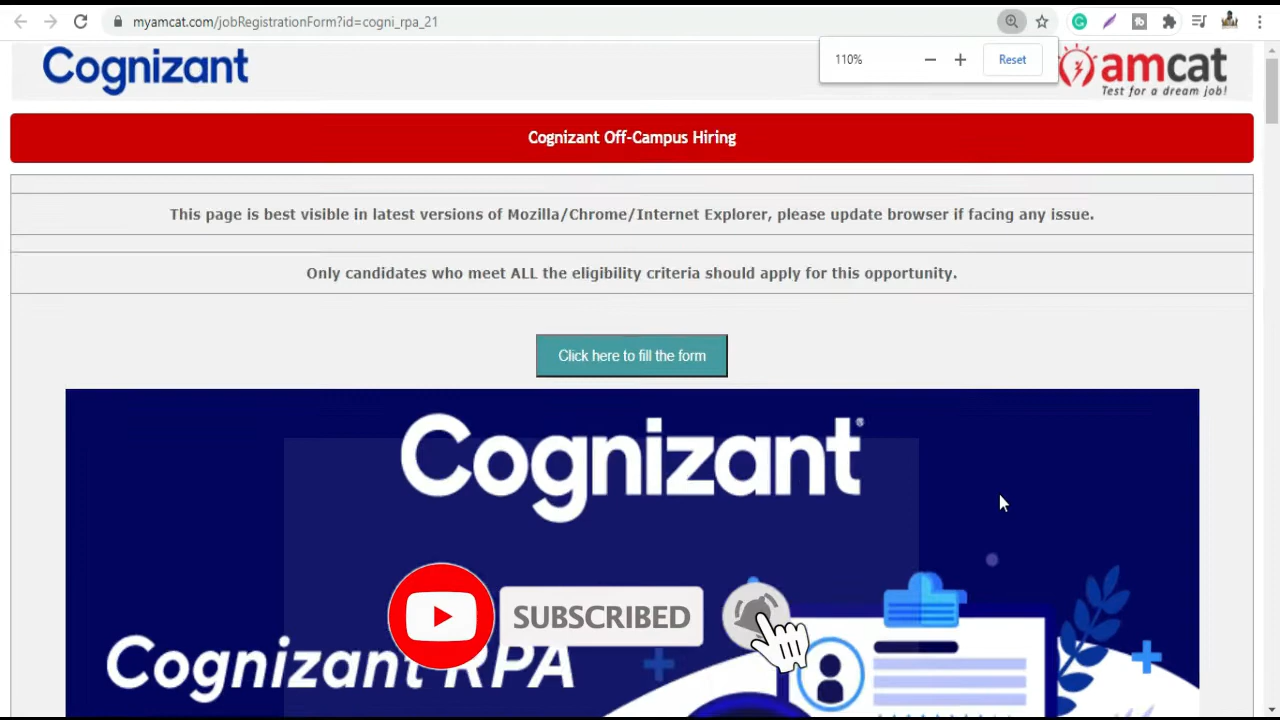 myamcat.com/jobRegistrationForm?id=cogni_rpa_21
110%
Reset
Cognizant
amcat
Test for a dream job!
Cognizant Off-Campus Hiring
This page is best visible in latest versions of Mozilla/Chrome/Internet Explorer, please update browser if facing any issue.
Only candidates who meet ALL the eligibility criteria should apply for this opportunity.
Click here to fill the form
Cognizant®
SUBSCRIBED
Cognizant RPA